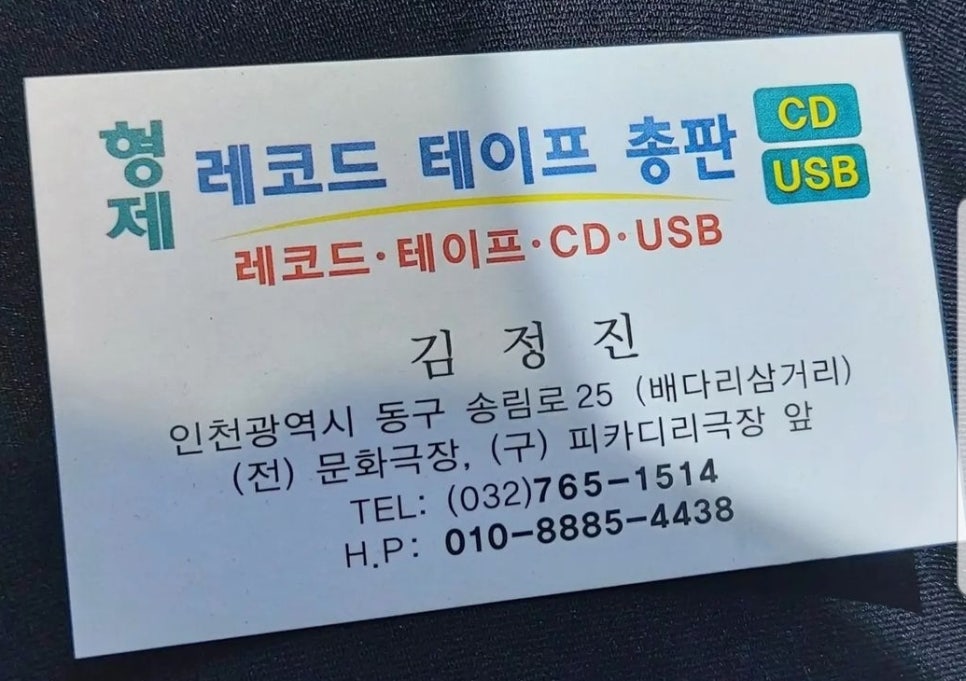 형제 레코드 테이프 총판 CD USB
레코드·테이프·CD·USB
김 정 진
인천광역시 동구 송림로25 (배다리삼거리)
(전) 문화극장, (구) 피카디리극장 앞
TEL: (032)765-1514
H.P: 010-8885-4438